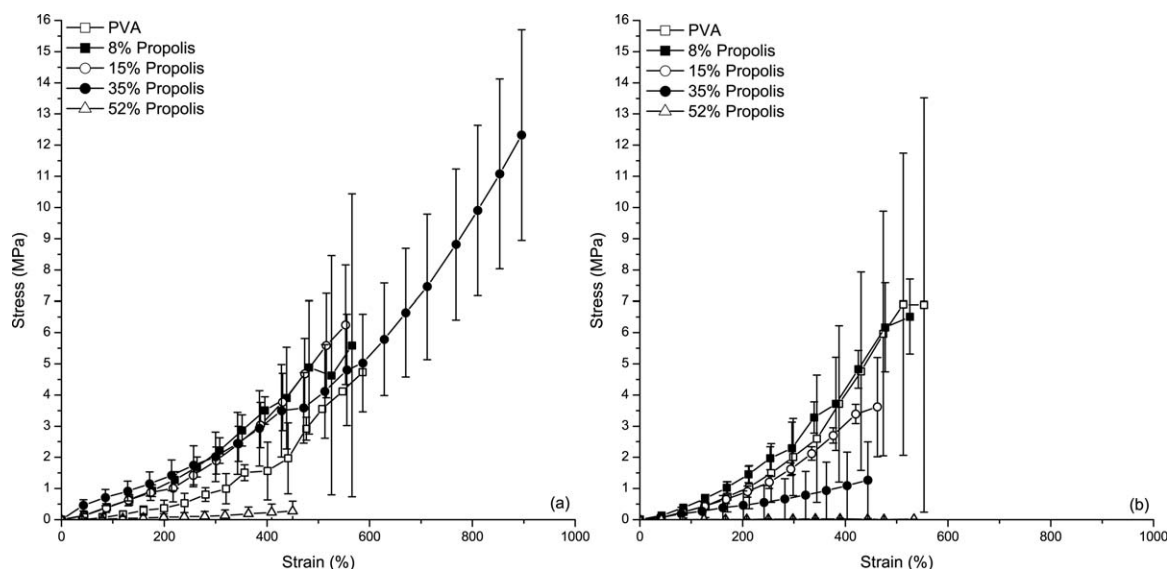 16
15
14
13
12
11
10
9
8
7
6
5
4
3
2
1
0
Stress (MPa)
PVA
8% Propolis
15% Propolis
35% Propolis
52% Propolis
(a)
0 200 400 600 800 1000
Strain (%)
16
15
14
13
12
11
10
9
8
7
6
5
4
3
2
1
0
Stress (MPa)
PVA
8% Propolis
15% Propolis
35% Propolis
52% Propolis
(b)
0 200 400 600 800 1000
Strain (%)